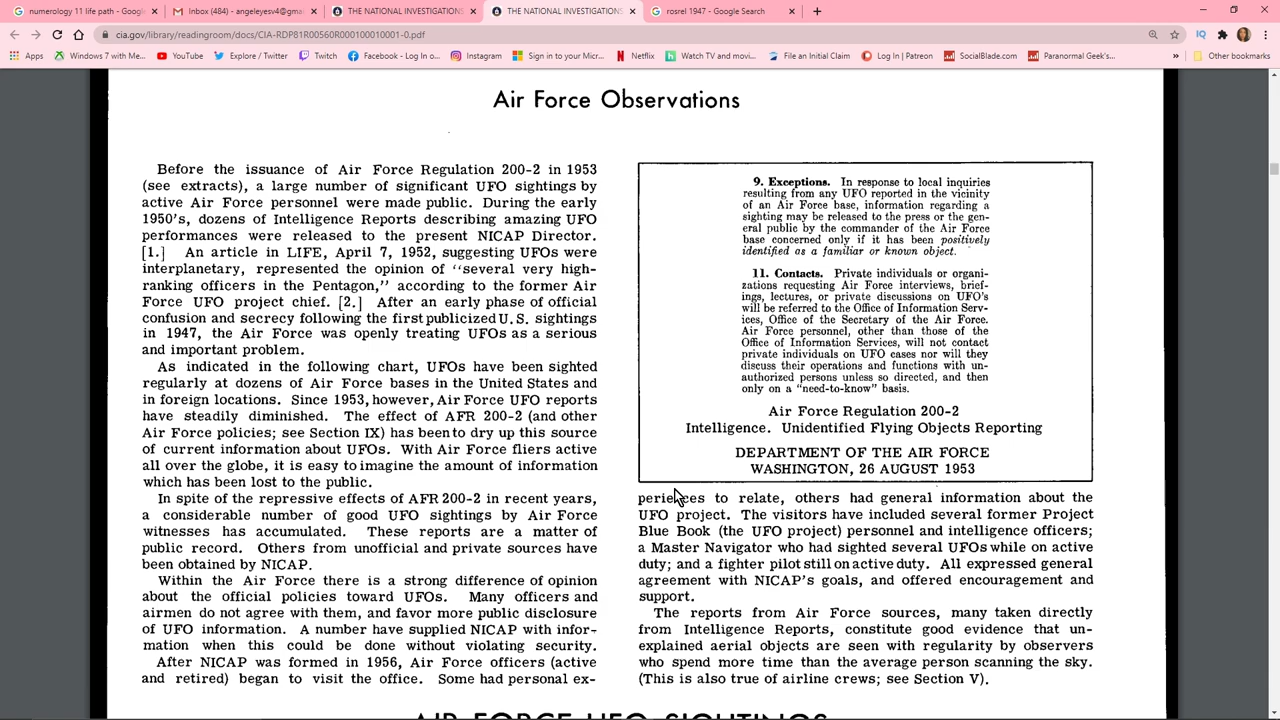 numerology 11 life path - Googl
Inbox (484) - angeleyesv4@gma
THE NATIONAL INVESTIGATIONS
THE NATIONAL INVESTIGATIONS
rosrel 1947 - Google Search
cia.gov/library/readingroom/docs/CIA-RDP81R00560R000100010001-0.pdf
Apps
Windows 7 with Me...
YouTube
Explore / Twitter
Twitch
Facebook - Log In o...
Instagram
Sign in to your Micr...
Netflix
Watch TV and movi...
File an Initial Claim
Log In | Patreon
SocialBlade.com
Paranormal Geek's...
Other bookmarks
Air Force Observations
Before the issuance of Air Force Regulation 200-2 in 1953
(see extracts), a large number of significant UFO sightings by
active Air Force personnel were made public. During the early
1950's, dozens of Intelligence Reports describing amazing UFO
performances were released to the present NICAP Director.
[1.] An article in LIFE, April 7, 1952, suggesting UFOs were
interplanetary, represented the opinion of "several very high-
ranking officers in the Pentagon," according to the former Air
Force UFO project chief. [2.] After an early phase of official
confusion and secrecy following the first publicized U.S. sightings
in 1947, the Air Force was openly treating UFOs as a serious
and important problem.
As indicated in the following chart, UFOs have been sighted
regularly at dozens of Air Force bases in the United States and
in foreign locations. Since 1953, however, Air Force UFO reports
have steadily diminished. The effect of AFR 200-2 (and other
Air Force policies; see Section IX) has been to dry up this source
of current information about UFOs. With Air Force fliers active
all over the globe, it is easy to imagine the amount of information
which has been lost to the public.
In spite of the repressive effects of AFR 200-2 in recent years,
a considerable number of good UFO sightings by Air Force
witnesses has accumulated. These reports are a matter of
public record. Others from unofficial and private sources have
been obtained by NICAP.
Within the Air Force there is a strong difference of opinion
about the official policies toward UFOs. Many officers and
airmen do not agree with them, and favor more public disclosure
of UFO information. A number have supplied NICAP with infor-
mation when this could be done without violating security.
After NICAP was formed in 1956, Air Force officers (active
and retired) began to visit the office. Some had personal ex-
9. Exceptions. In response to local inquiries
resulting from any UFO reported in the vicinity
of an Air Force base, information regarding a
sighting may be released to the press or the gen-
eral public by the commander of the Air Force
base concerned only if it has been positively
identified as a familiar or known object.
11. Contacts. Private individuals or organi-
zations requesting Air Force interviews, brief-
ings, lectures, or private discussions on UFO's
will be referred to the Office of Information Serv-
ices, Office of the Secretary of the Air Force.
Air Force personnel, other than those of the
Office of Information Services, will not contact
private individuals on UFO cases nor will they
discuss their operations and functions with un-
authorized persons unless so directed, and then
only on a "need-to-know" basis.
Air Force Regulation 200-2
Intelligence. Unidentified Flying Objects Reporting
DEPARTMENT OF THE AIR FORCE
WASHINGTON, 26 AUGUST 1953
periences to relate, others had general information about the
UFO project. The visitors have included several former Project
Blue Book (the UFO project) personnel and intelligence officers;
a Master Navigator who had sighted several UFOs while on active
duty; and a fighter pilot still on active duty. All expressed general
agreement with NICAP's goals, and offered encouragement and
support.
The reports from Air Force sources, many taken directly
from Intelligence Reports, constitute good evidence that un-
explained aerial objects are seen with regularity by observers
who spend more time than the average person scanning the sky.
(This is also true of airline crews; see Section V).
AIR FORCE UFO SIGHTINGS